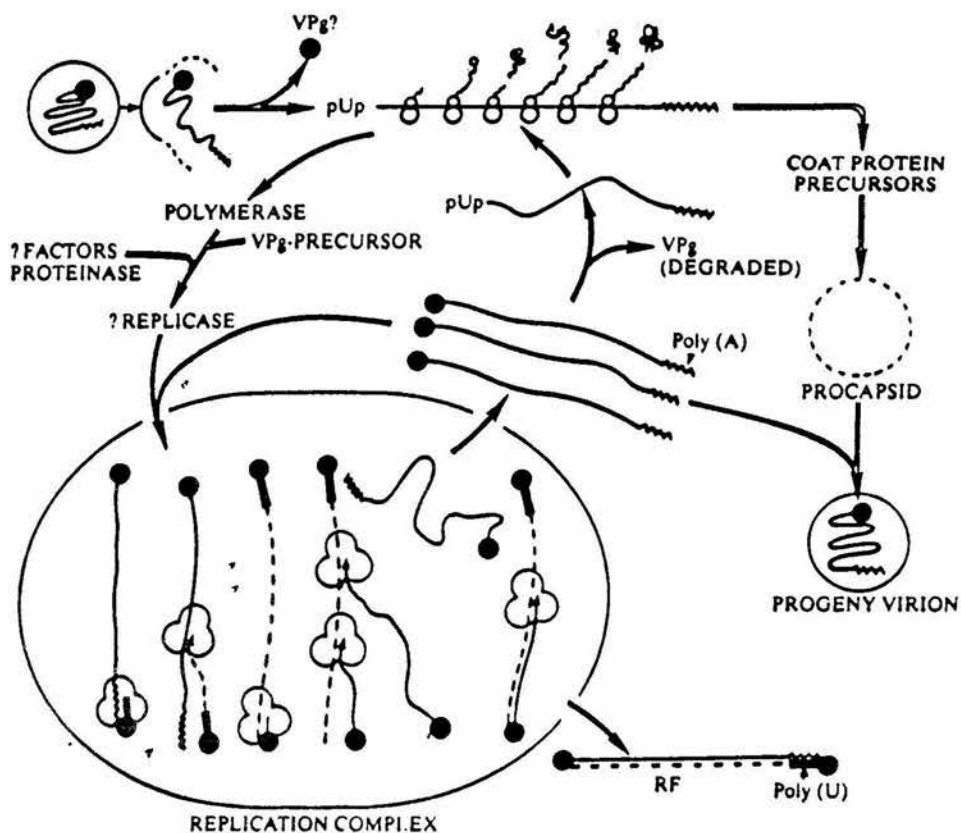 VPg?
pUp
COAT PROTEIN
PRECURSORS
POLYMERASE
pUp
VPg-PRECURSOR
? FACTORS
PROTEINASE
VPg
(DEGRADED)
? REPLICASE
Poly (A)
PROCAPSID
PROGENY VIRION
RF
Poly (U)
REPLICATION COMPLEX